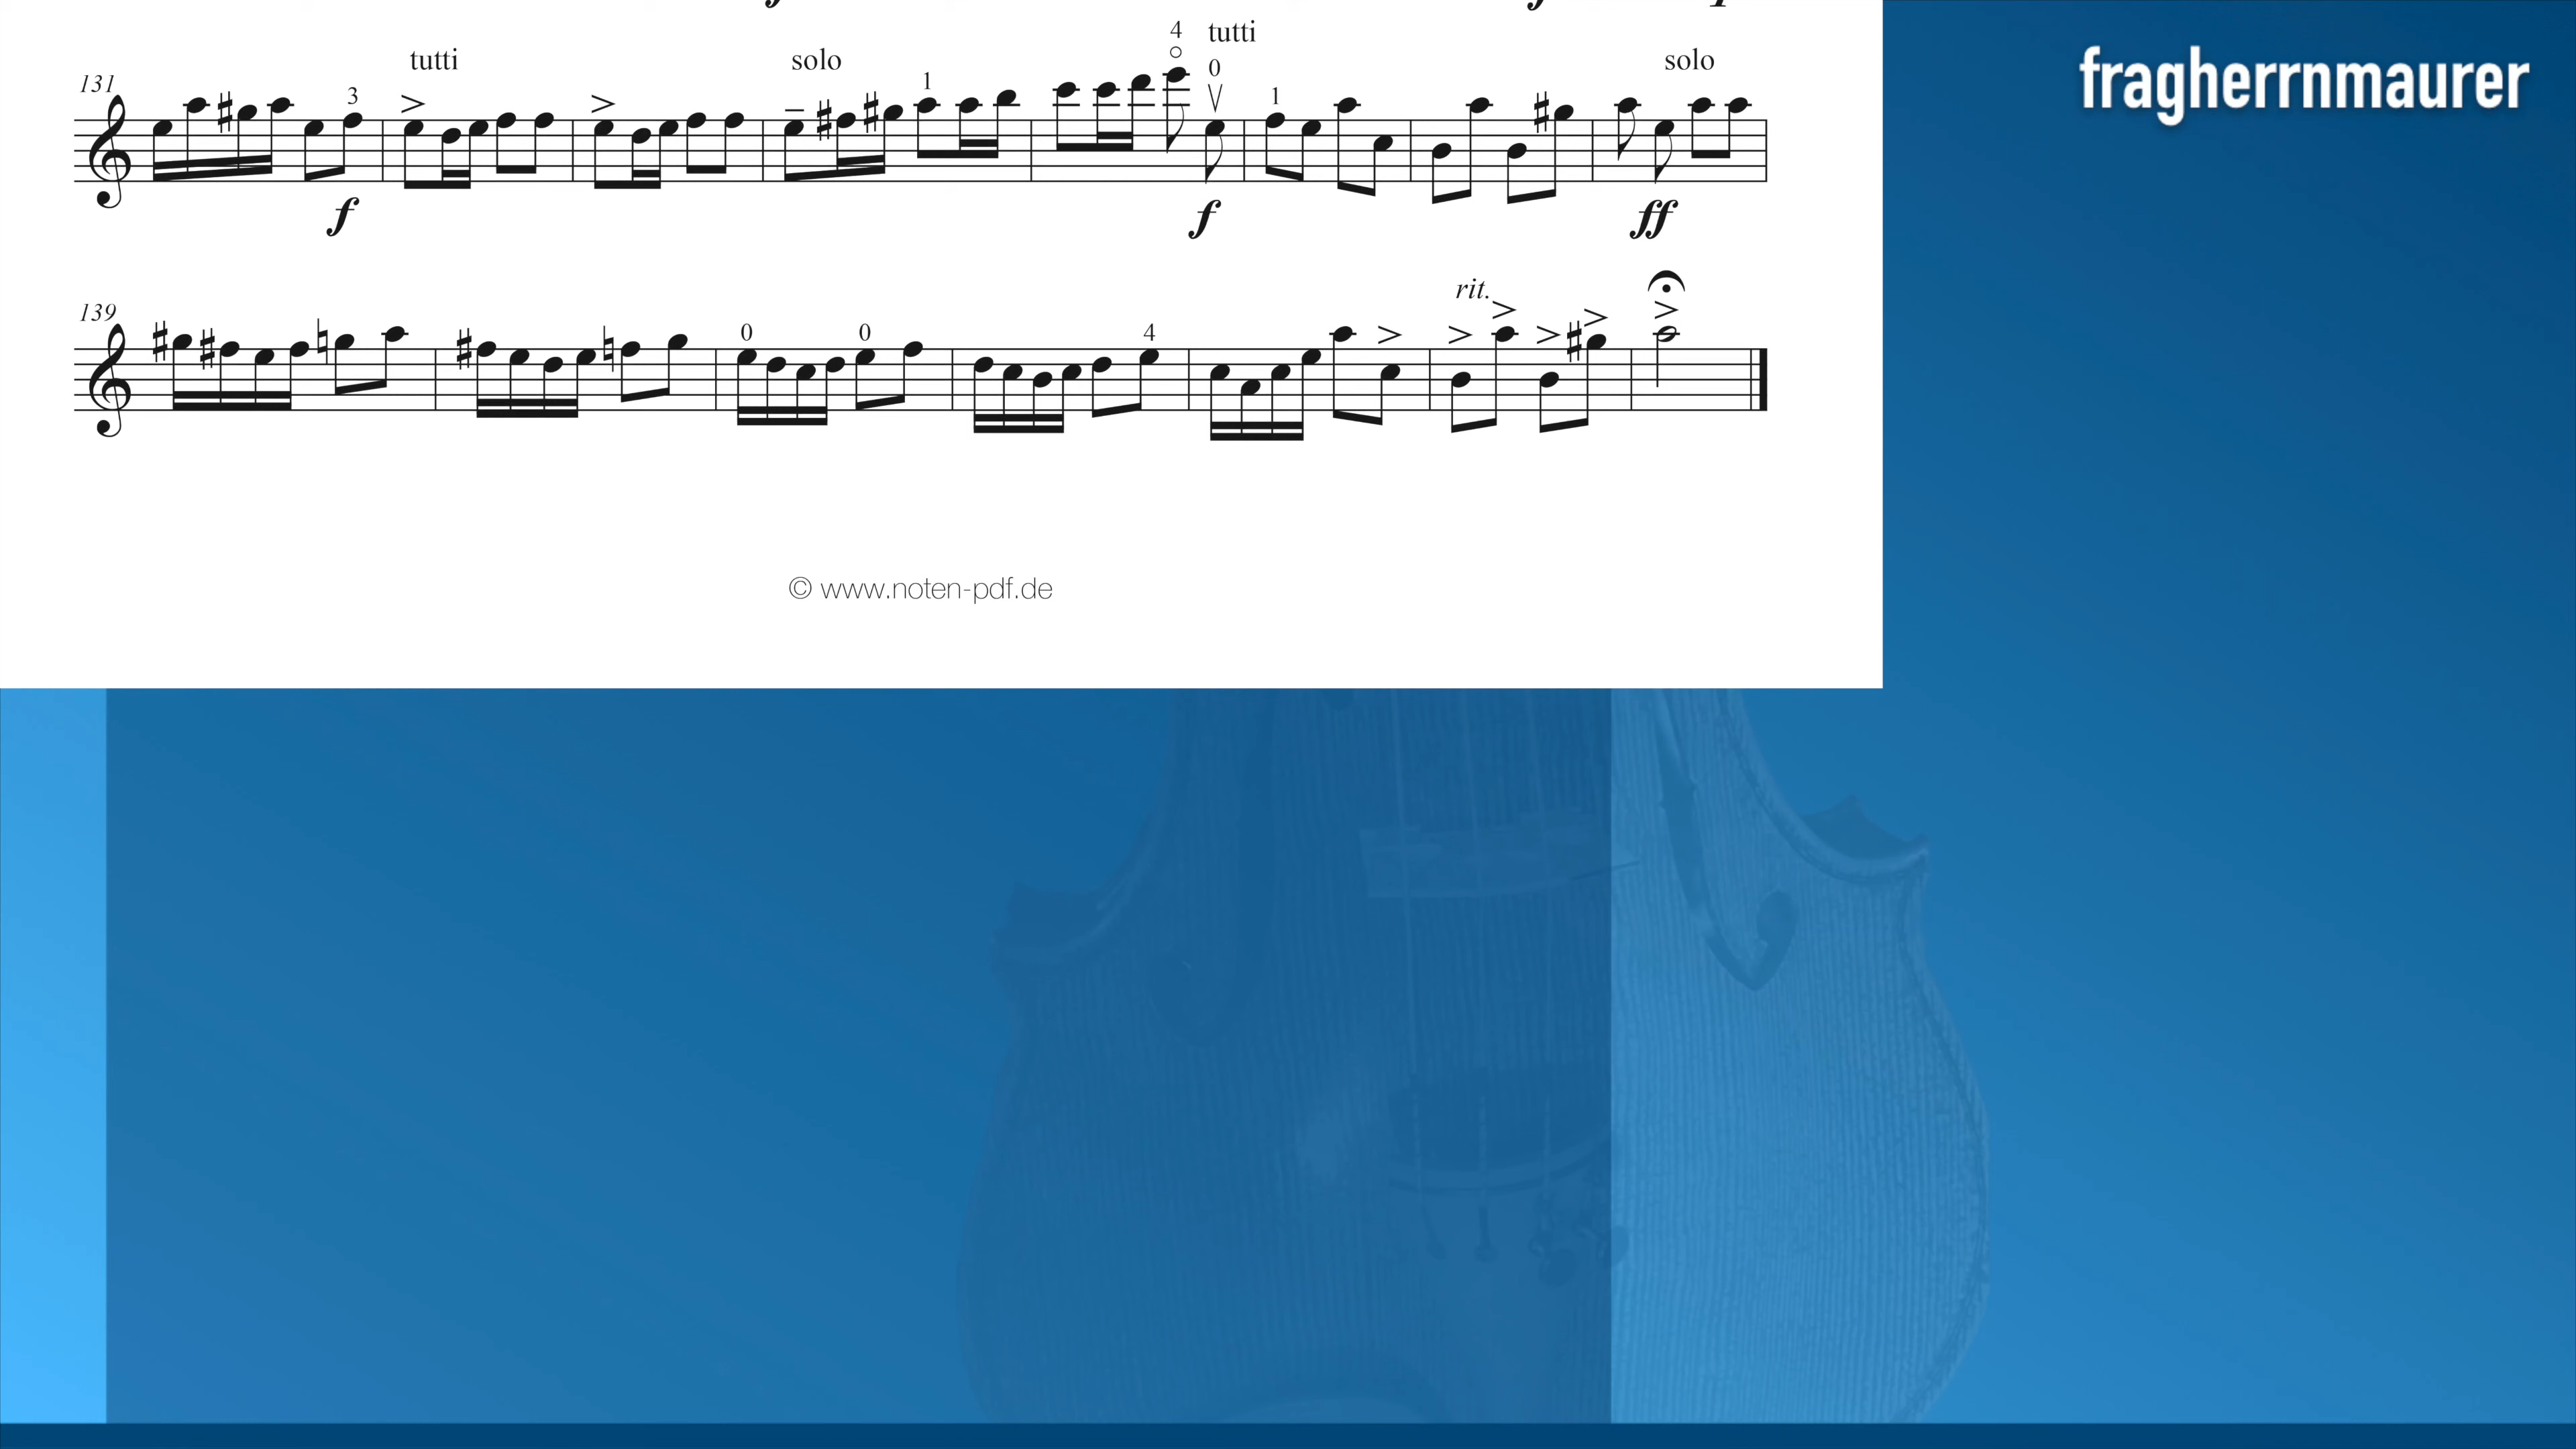 fragherrnmaurer
4 tutti
tutti solo 0 solo
131 3 1 1
f f ff
rit.
139 0 0 4
© www.noten-pdf.de